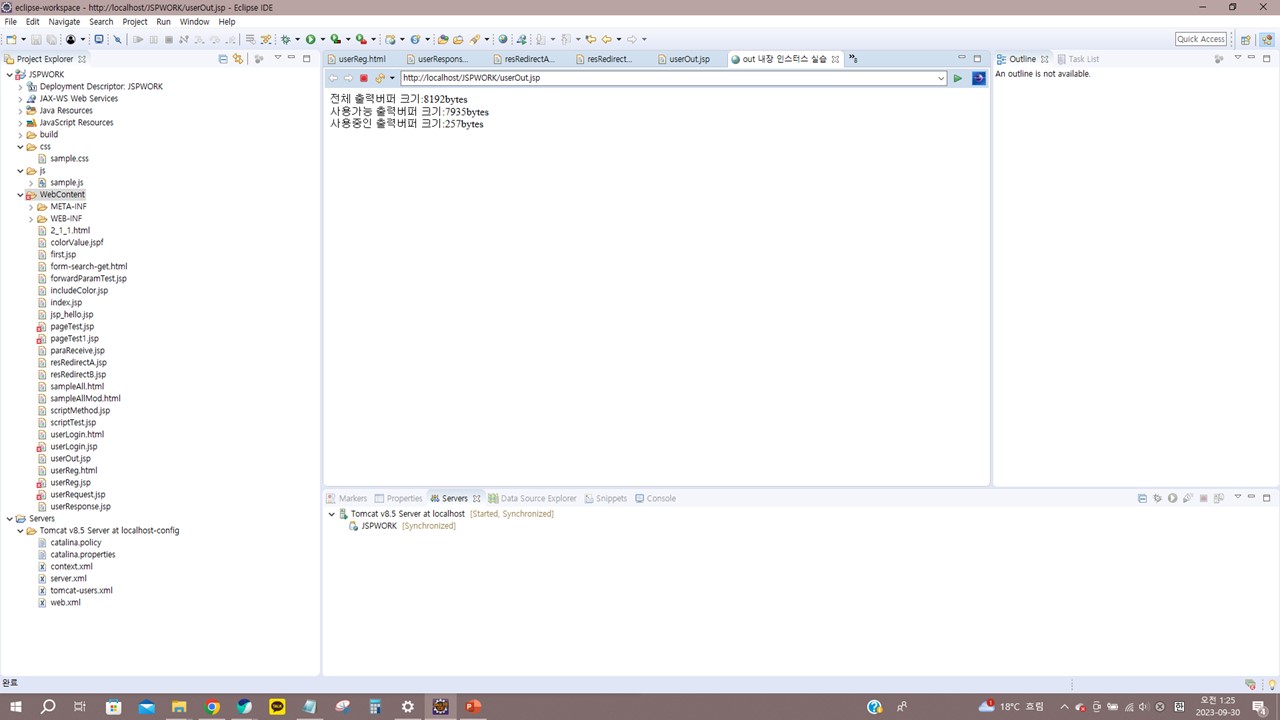 eclipse-workspace - http://localhost/JSPWORK/userOut.jsp - Eclipse IDE
File Edit Navigate Search Project Run Window Help
Quick Access
Project Explorer
JSPWORK
Deployment Descriptor: JSPWORK
JAX-WS Web Services
Java Resources
JavaScript Resources
build
css
sample.css
js
sample.js
WebContent
META-INF
WEB-INF
2_1_1.html
colorValue.jspf
first.jsp
form-search-get.html
forwardParamTest.jsp
includeColor.jsp
index.jsp
jsp_hello.jsp
pageTest.jsp
pageTest1.jsp
paraReceive.jsp
resRedirectA.jsp
resRedirectB.jsp
sampleAll.html
sampleAllMod.html
scriptMethod.jsp
scriptTest.jsp
userLogin.html
userLogin.jsp
userOut.jsp
userReg.html
userReg.jsp
userRequest.jsp
userResponse.jsp
Servers
Tomcat v8.5 Server at localhost-config
catalina.policy
catalina.properties
context.xml
server.xml
tomcat-users.xml
web.xml
userReg.html userRespons... resRedirectA... resRedirect... userOut.jsp out 내장 인스터스 실습 »8
http://localhost/JSPWORK/userOut.jsp
전체 출력버퍼 크기:8192bytes
사용가능 출력버퍼 크기:7935bytes
사용중인 출력버퍼 크기:257bytes
Outline Task List
An outline is not available.
Markers Properties Servers Data Source Explorer Snippets Console
Tomcat v8.5 Server at localhost [Started, Synchronized]
JSPWORK [Synchronized]
완료
18°C 흐림
오전 1:25
2023-09-30